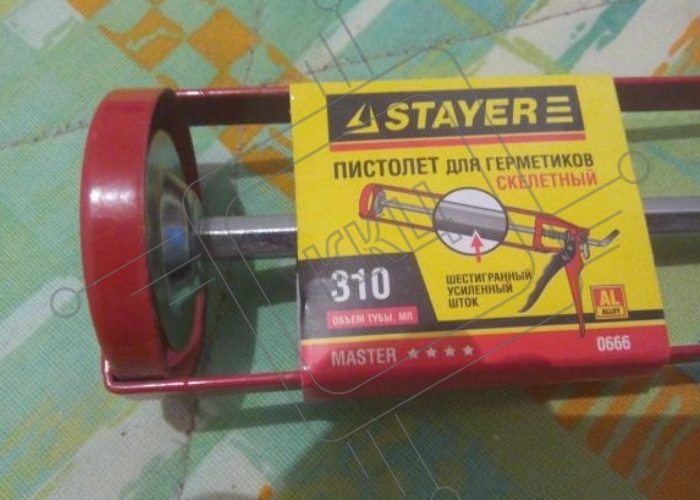 STAYER
ПИСТОЛЕТ ДЛЯ ГЕРМЕТИКОВ
СКЕЛЕТНЫЙ
310
ОБЪЕМ ТУБЫ, МЛ
ШЕСТИГРАННЫЙ
УСИЛЕННЫЙ
ШТОК
AL
ALLOY
MASTER
0666